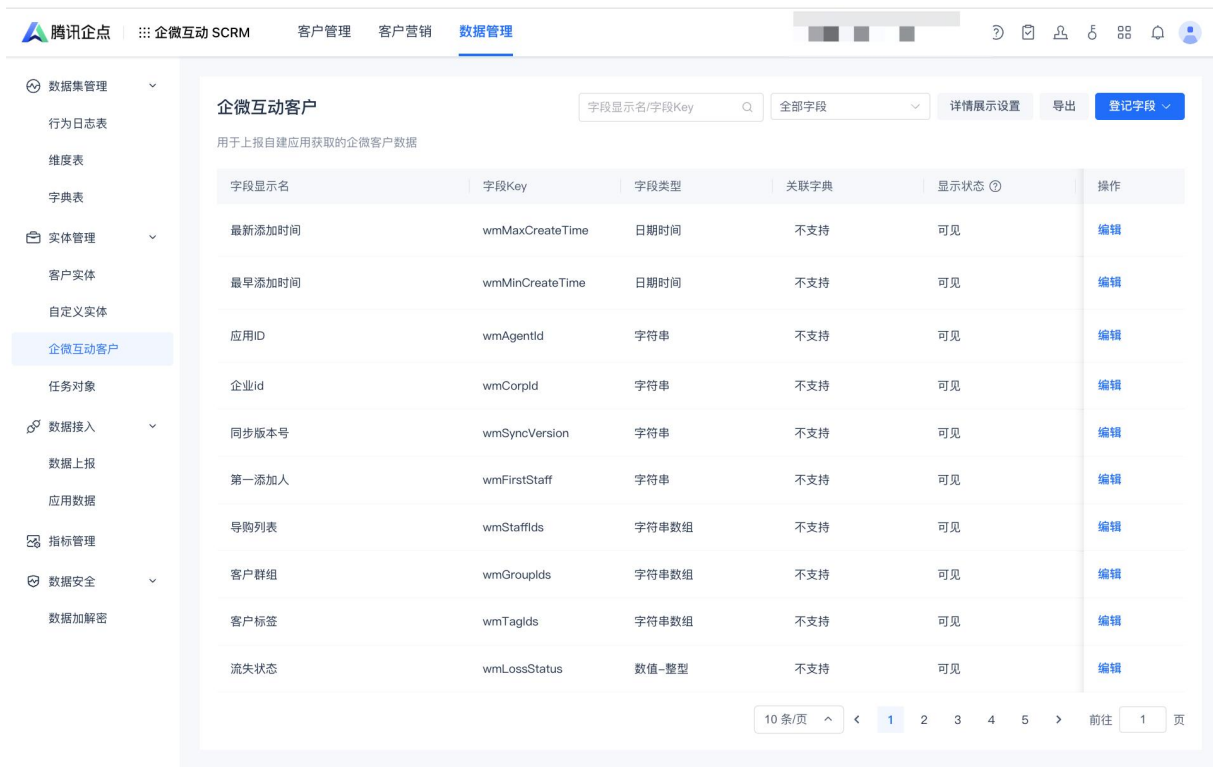 腾讯企点 企微互动 SCRM 客户管理 客户营销 数据管理
数据集管理
行为日志表
维度表
字典表
实体管理
客户实体
自定义实体
企微互动客户
任务对象
数据接入
数据上报
应用数据
指标管理
数据安全
数据加解密
企微互动客户 字段显示名/字段Key 全部字段 详情展示设置 导出 登记字段
用于上报自建应用获取的企微客户数据
字段显示名 字段Key 字段类型 关联字典 显示状态 操作
最新添加时间 wmMaxCreateTime 日期时间 不支持 可见 编辑
最早添加时间 wmMinCreateTime 日期时间 不支持 可见 编辑
应用ID wmAgentId 字符串 不支持 可见 编辑
企业id wmCorpId 字符串 不支持 可见 编辑
同步版本号 wmSyncVersion 字符串 不支持 可见 编辑
第一添加人 wmFirstStaff 字符串 不支持 可见 编辑
导购列表 wmStaffIds 字符串数组 不支持 可见 编辑
客户群组 wmGroupIds 字符串数组 不支持 可见 编辑
客户标签 wmTagIds 字符串数组 不支持 可见 编辑
流失状态 wmLossStatus 数值-整型 不支持 可见 编辑
10 条/页 1 2 3 4 5 前往 1 页